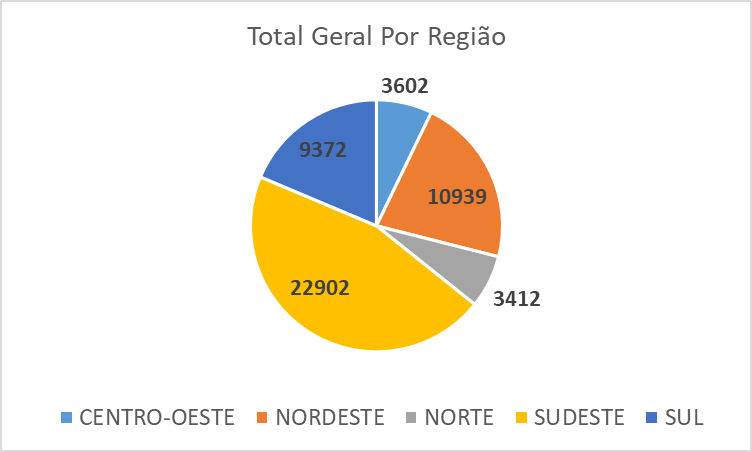 Total Geral Por Região
3602
9372
10939
22902
3412
CENTRO-OESTE NORDESTE NORTE SUDESTE SUL